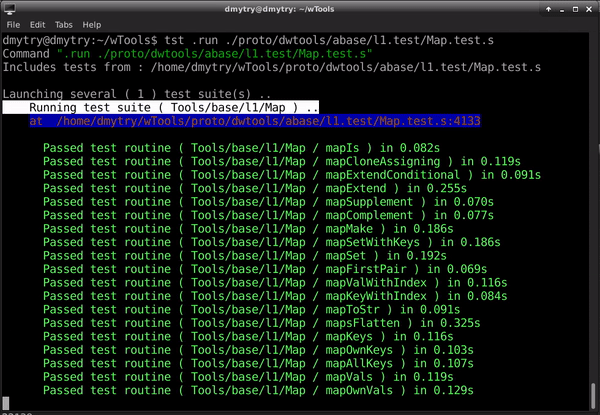 dmytry@dmytry: ~/wTools
File Edit Tabs Help
dmytry@dmytry:~/wTools$ tst .run ./proto/dwtools/abase/l1.test/Map.test.s
Command ".run ./proto/dwtools/abase/l1.test/Map.test.s"
Includes tests from : /home/dmytry/wTools/proto/dwtools/abase/l1.test/Map.test.s
Launching several ( 1 ) test suite(s) ..
Running test suite ( Tools/base/l1/Map ) ..
at /home/dmytry/wTools/proto/dwtools/abase/l1.test/Map.test.s:4133
Passed test routine ( Tools/base/l1/Map / mapIs ) in 0.082s
Passed test routine ( Tools/base/l1/Map / mapCloneAssigning ) in 0.119s
Passed test routine ( Tools/base/l1/Map / mapExtendConditional ) in 0.091s
Passed test routine ( Tools/base/l1/Map / mapExtend ) in 0.255s
Passed test routine ( Tools/base/l1/Map / mapSupplement ) in 0.070s
Passed test routine ( Tools/base/l1/Map / mapComplement ) in 0.077s
Passed test routine ( Tools/base/l1/Map / mapMake ) in 0.186s
Passed test routine ( Tools/base/l1/Map / mapSetWithKeys ) in 0.186s
Passed test routine ( Tools/base/l1/Map / mapSet ) in 0.192s
Passed test routine ( Tools/base/l1/Map / mapFirstPair ) in 0.069s
Passed test routine ( Tools/base/l1/Map / mapValWithIndex ) in 0.116s
Passed test routine ( Tools/base/l1/Map / mapKeyWithIndex ) in 0.084s
Passed test routine ( Tools/base/l1/Map / mapToStr ) in 0.091s
Passed test routine ( Tools/base/l1/Map / mapsFlatten ) in 0.325s
Passed test routine ( Tools/base/l1/Map / mapKeys ) in 0.116s
Passed test routine ( Tools/base/l1/Map / mapOwnKeys ) in 0.103s
Passed test routine ( Tools/base/l1/Map / mapAllKeys ) in 0.107s
Passed test routine ( Tools/base/l1/Map / mapVals ) in 0.119s
Passed test routine ( Tools/base/l1/Map / mapOwnVals ) in 0.129s